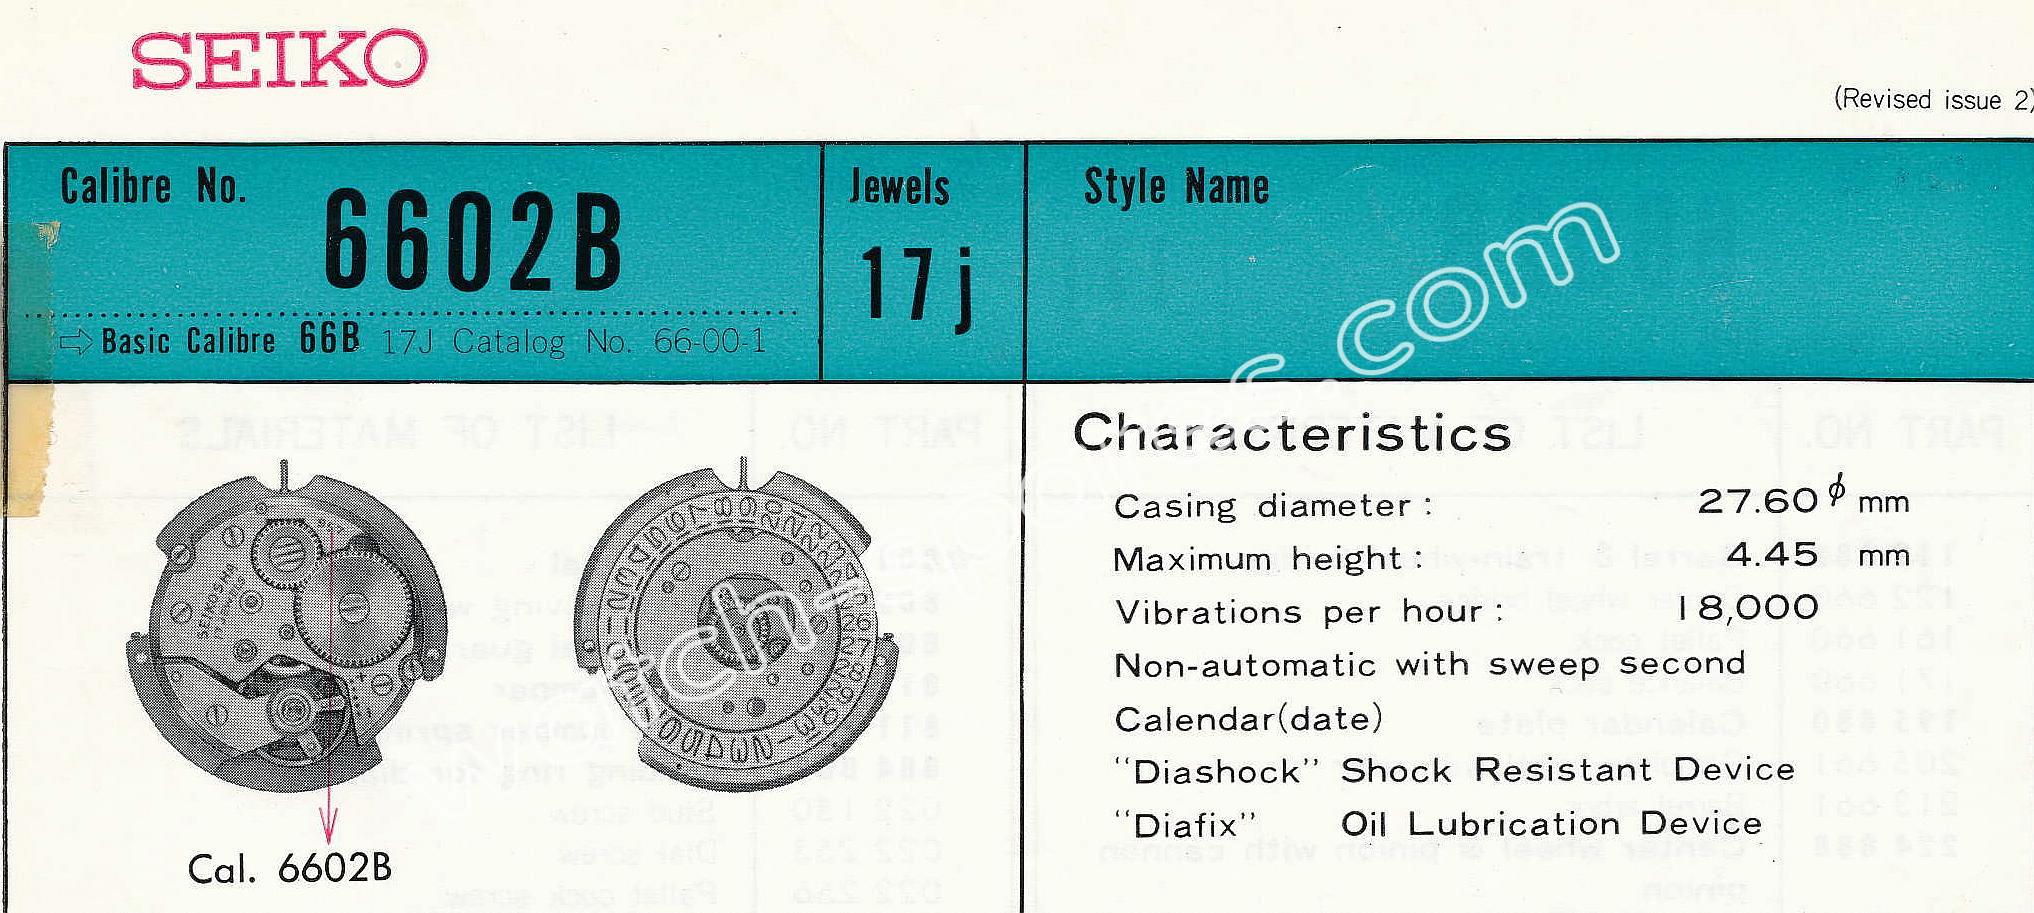 SEIKO
(Revised issue 2)
Calibre No.
6602B
Jewels
17j
Style Name
⇨ Basic Calibre 66B 17J Catalog No. 66-00-1
Characteristics
Casing diameter : 27.60ϕ mm
Maximum height : 4.45 mm
Vibrations per hour : 18,000
Non-automatic with sweep second
Calendar(date)
"Diashock" Shock Resistant Device
"Diafix" Oil Lubrication Device
Cal. 6602B
.com